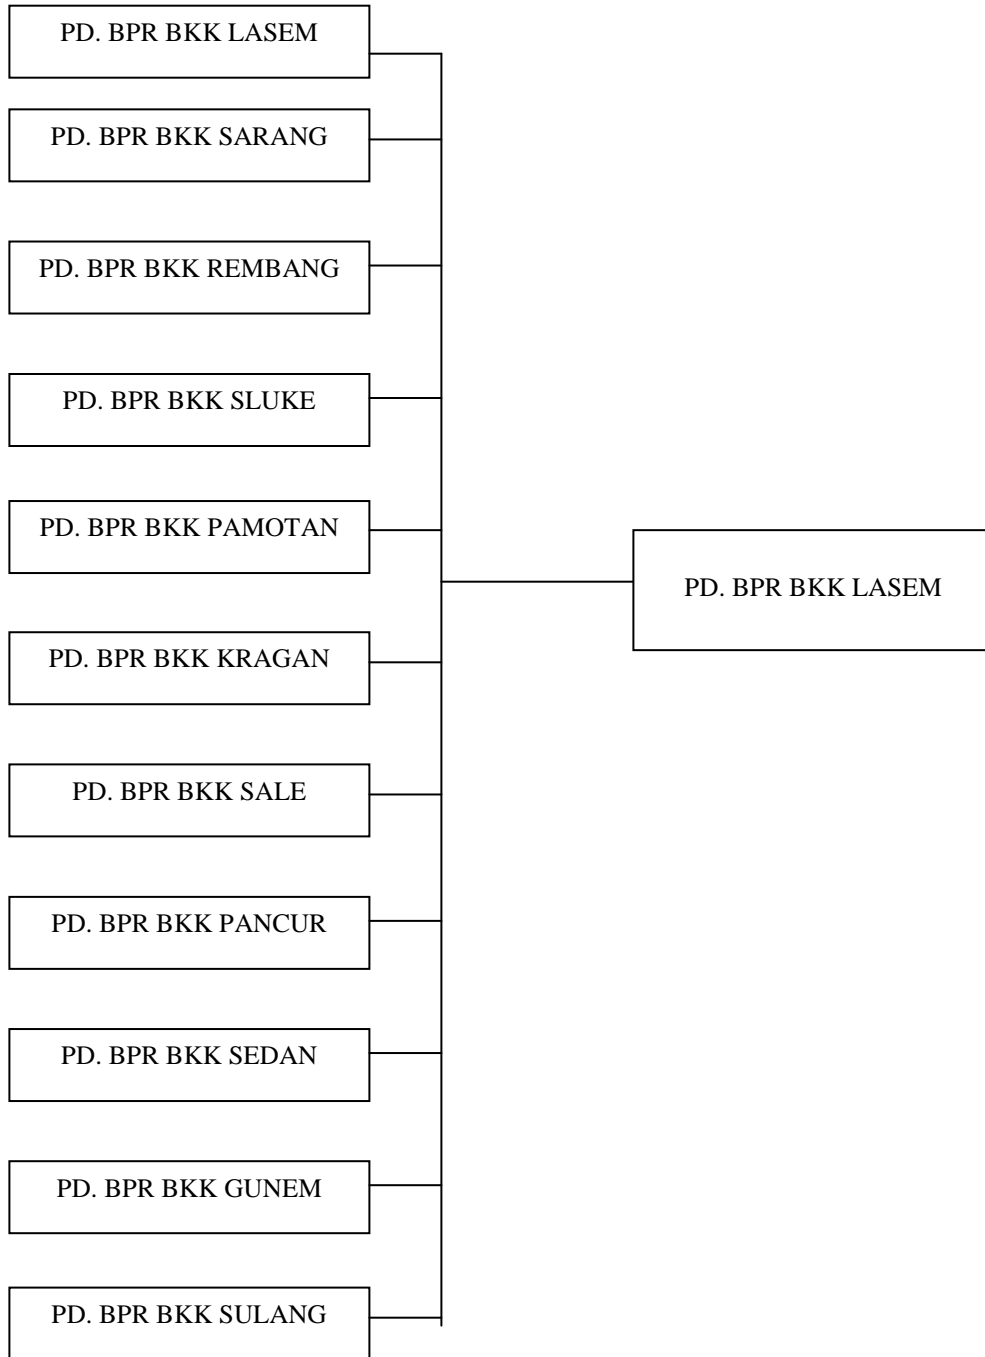 PD. BPR BKK LASEM
PD. BPR BKK SARANG
PD. BPR BKK REMBANG
PD. BPR BKK SLUKE
PD. BPR BKK PAMOTAN
PD. BPR BKK KRAGAN
PD. BPR BKK SALE
PD. BPR BKK PANCUR
PD. BPR BKK SEDAN
PD. BPR BKK GUNEM
PD. BPR BKK SULANG
PD. BPR BKK LASEM